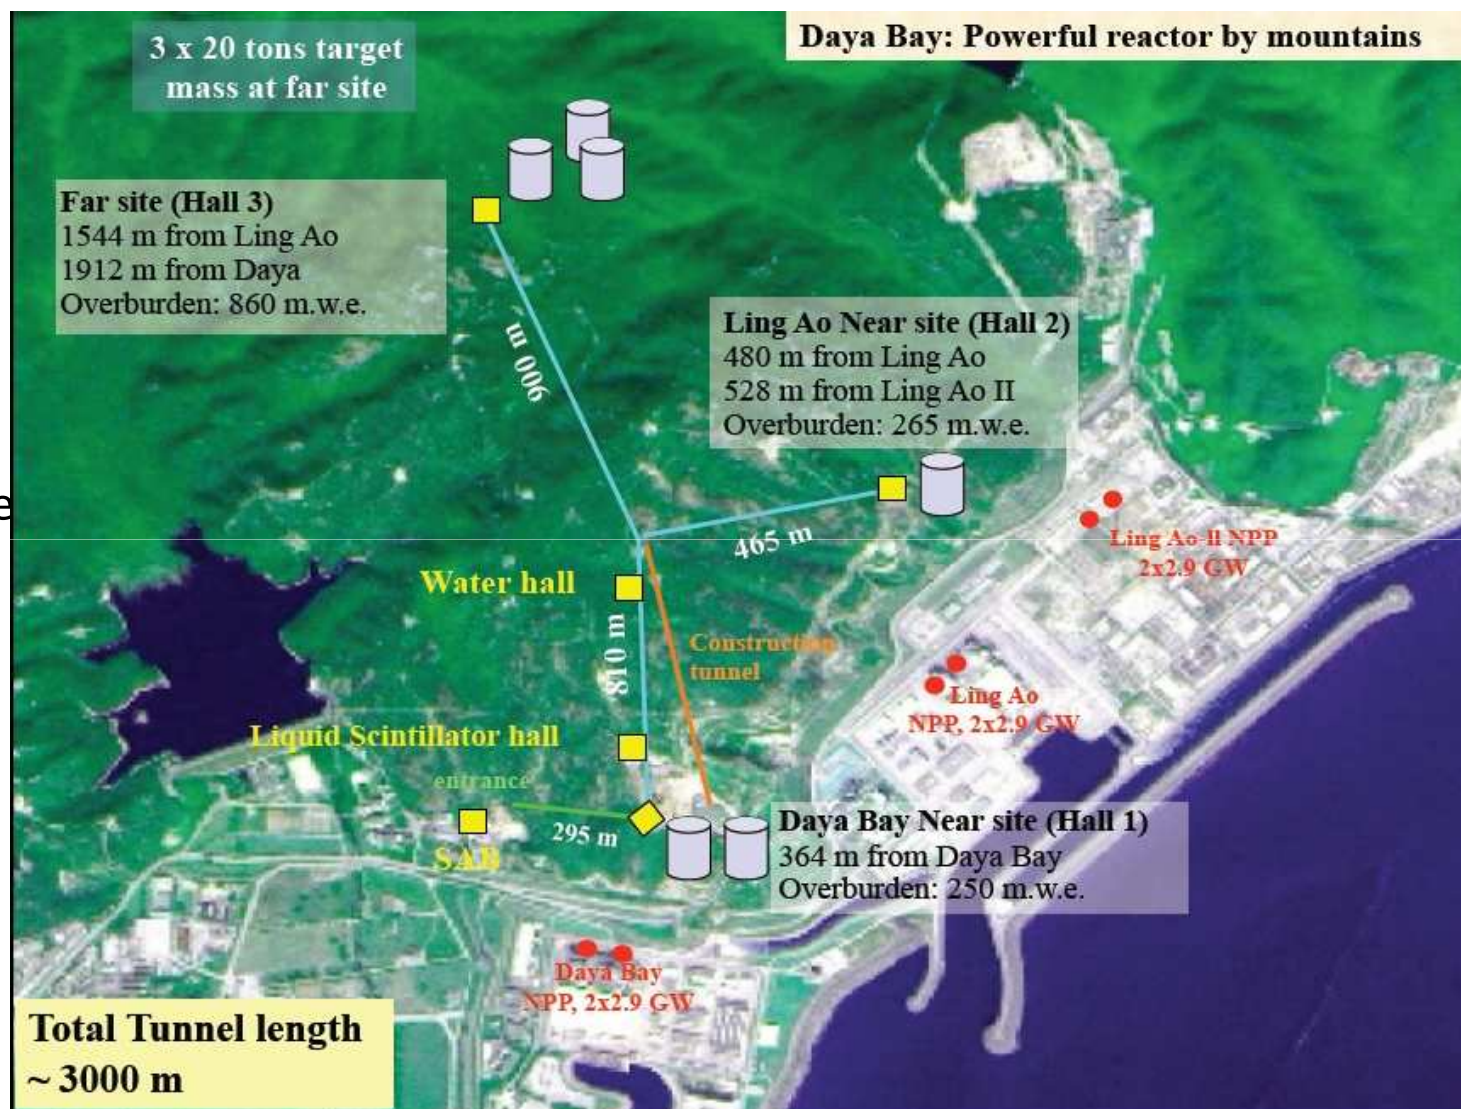 3 x 20 tons target
mass at far site
Daya Bay: Powerful reactor by mountains
Far site (Hall 3)
1544 m from Ling Ao
1912 m from Daya
Overburden: 860 m.w.e.
900 m
Ling Ao Near site (Hall 2)
480 m from Ling Ao
528 m from Ling Ao II
Overburden: 265 m.w.e.
e
465 m
Ling Ao-ll NPP
2x2.9 GW
Water hall
810 m
Construction
tunnel
Ling Ao
NPP, 2x2.9 GW
Liquid Scintillator hall
entrance
295 m
SAB
Daya Bay Near site (Hall 1)
364 m from Daya Bay
Overburden: 250 m.w.e.
Daya Bay
NPP, 2x2.9 GW
Total Tunnel length
~ 3000 m